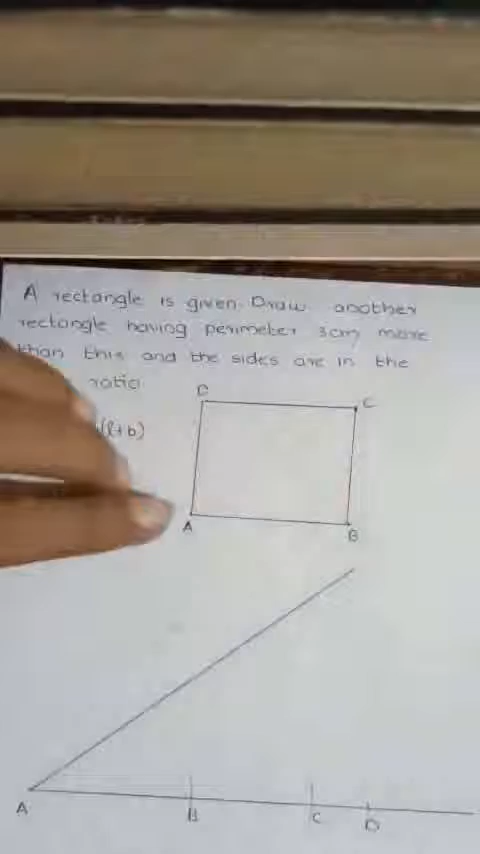 A rectangle is given. Draw another
rectangle having perimeter 3cm more
than this and the sides are in the
ratio
D C
(l+b)
A B
A B C D